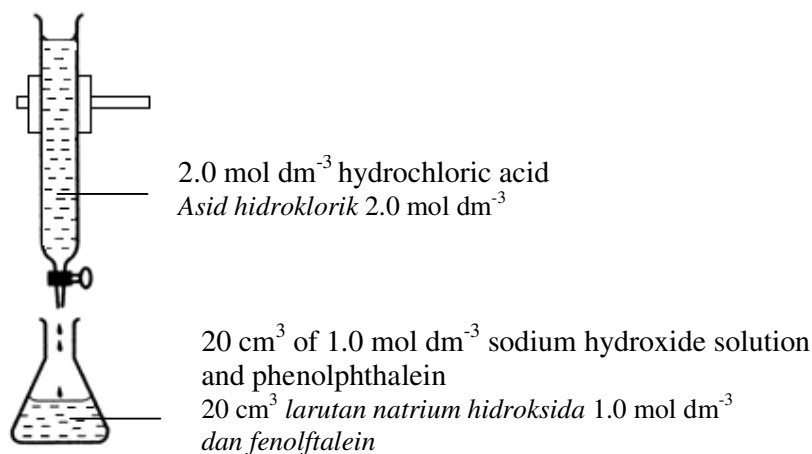 2.0 mol dm⁻³ hydrochloric acid
Asid hidroklorik 2.0 mol dm⁻³
20 cm³ of 1.0 mol dm⁻³ sodium hydroxide solution
and phenolphthalein
20 cm³ larutan natrium hidroksida 1.0 mol dm⁻³
dan fenolftalein